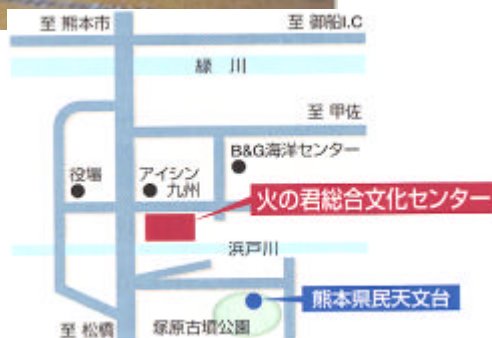 至 熊本市
至 御船I.C
緑 川
至 甲佐
B&G海洋センター
役場
アイシン
九州
火の君総合文化センター
浜戸川
熊本県民天文台
至 松橋
塚原古墳公園